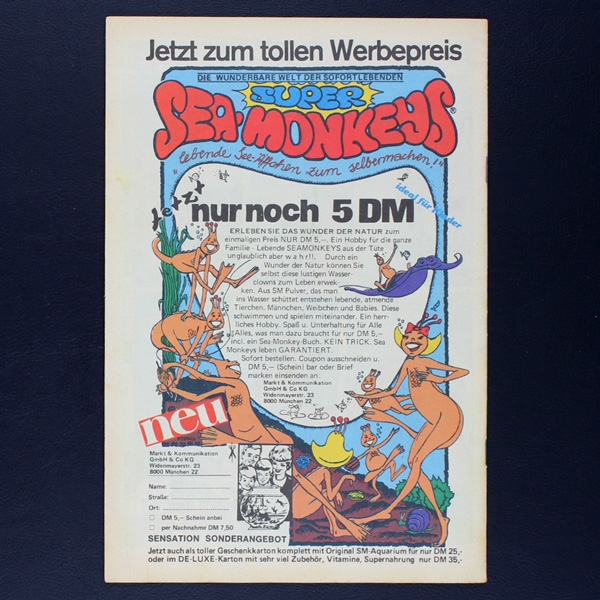 Jetzt zum tollen Werbepreis
DIE WUNDERBARE WELT DER SOFORTLEBENDEN
SUPER
SEA-MONKEYS®
"lebende See-Äffchen zum selbermachen!"
ideal für Kinder
Jetzt
nur noch 5 DM
ERLEBEN SIE DAS WUNDER DER NATUR zum
einmaligen Preis NUR DM 5,–. Ein Hobby für die ganze
Familie - Lebende SEAMONKEYS aus der Tüte
unglaublich aber w a h r!!. Durch ein
Wunder der Natur können Sie
selbst diese lustigen Wasser-
clowns zum Leben erwek-
ken. Aus SM Pulver, das man
ins Wasser schüttet entstehen lebende, atmende
Tierchen. Männchen, Weibchen und Babies. Diese
schwimmen und spielen miteinander. Ein herr-
liches Hobby. Spaß u. Unterhaltung für Alle
Alles, was man dazu braucht für nur DM 5,–
incl. ein Sea-Monkey-Buch. KEIN TRICK. Sea
Monkeys leben GARANTIERT.
Sofort bestellen. Coupon ausschneiden u.
DM 5,– (Schein) bar oder Brief
marken einsenden an:
Markt & Kommunikation
GmbH & Co KG
Widenmayerstr. 23
8000 München 22
neu
Markt & Kommunikation
GmbH & Co KG
Widenmayerstr. 23
8000 München 22
Name:
Straße:
Ort:
DM 5,– Schein anbei
per Nachnahme DM 7,50
SENSATION SONDERANGEBOT
Jetzt auch als toller Geschenkkarton komplett mit Original SM-Aquarium für nur DM 25,-
oder im DE-LUXE-Karton mit sehr viel Zubehör, Vitamine, Supernahrung nur DM 35,-